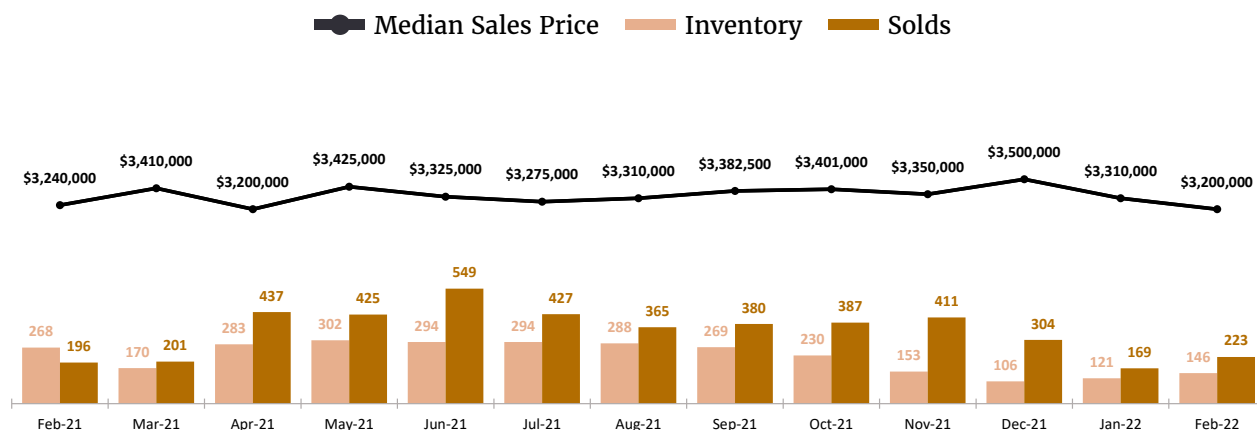 Median Sales Price Inventory Solds
$3,240,000 $3,410,000 $3,200,000 $3,425,000 $3,325,000 $3,275,000 $3,310,000 $3,382,500 $3,401,000 $3,350,000 $3,500,000 $3,310,000 $3,200,000
268 170 283 302 294 294 288 269 230 153 106 121 146
196 201 437 425 549 427 365 380 387 411 304 169 223
Feb-21 Mar-21 Apr-21 May-21 Jun-21 Jul-21 Aug-21 Sep-21 Oct-21 Nov-21 Dec-21 Jan-22 Feb-22